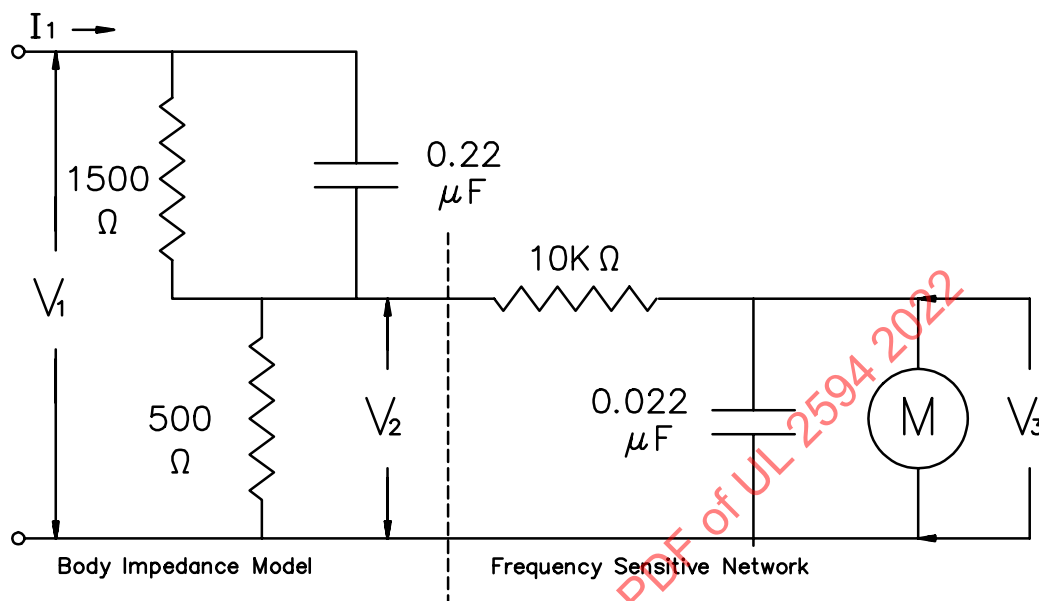 I1
1500
Ω
0.22
μF
10KΩ
V1
500
Ω
V2
0.022
μF
M
V3
Body Impedance Model
Frequency Sensitive Network
PDF of UL 2594 2022